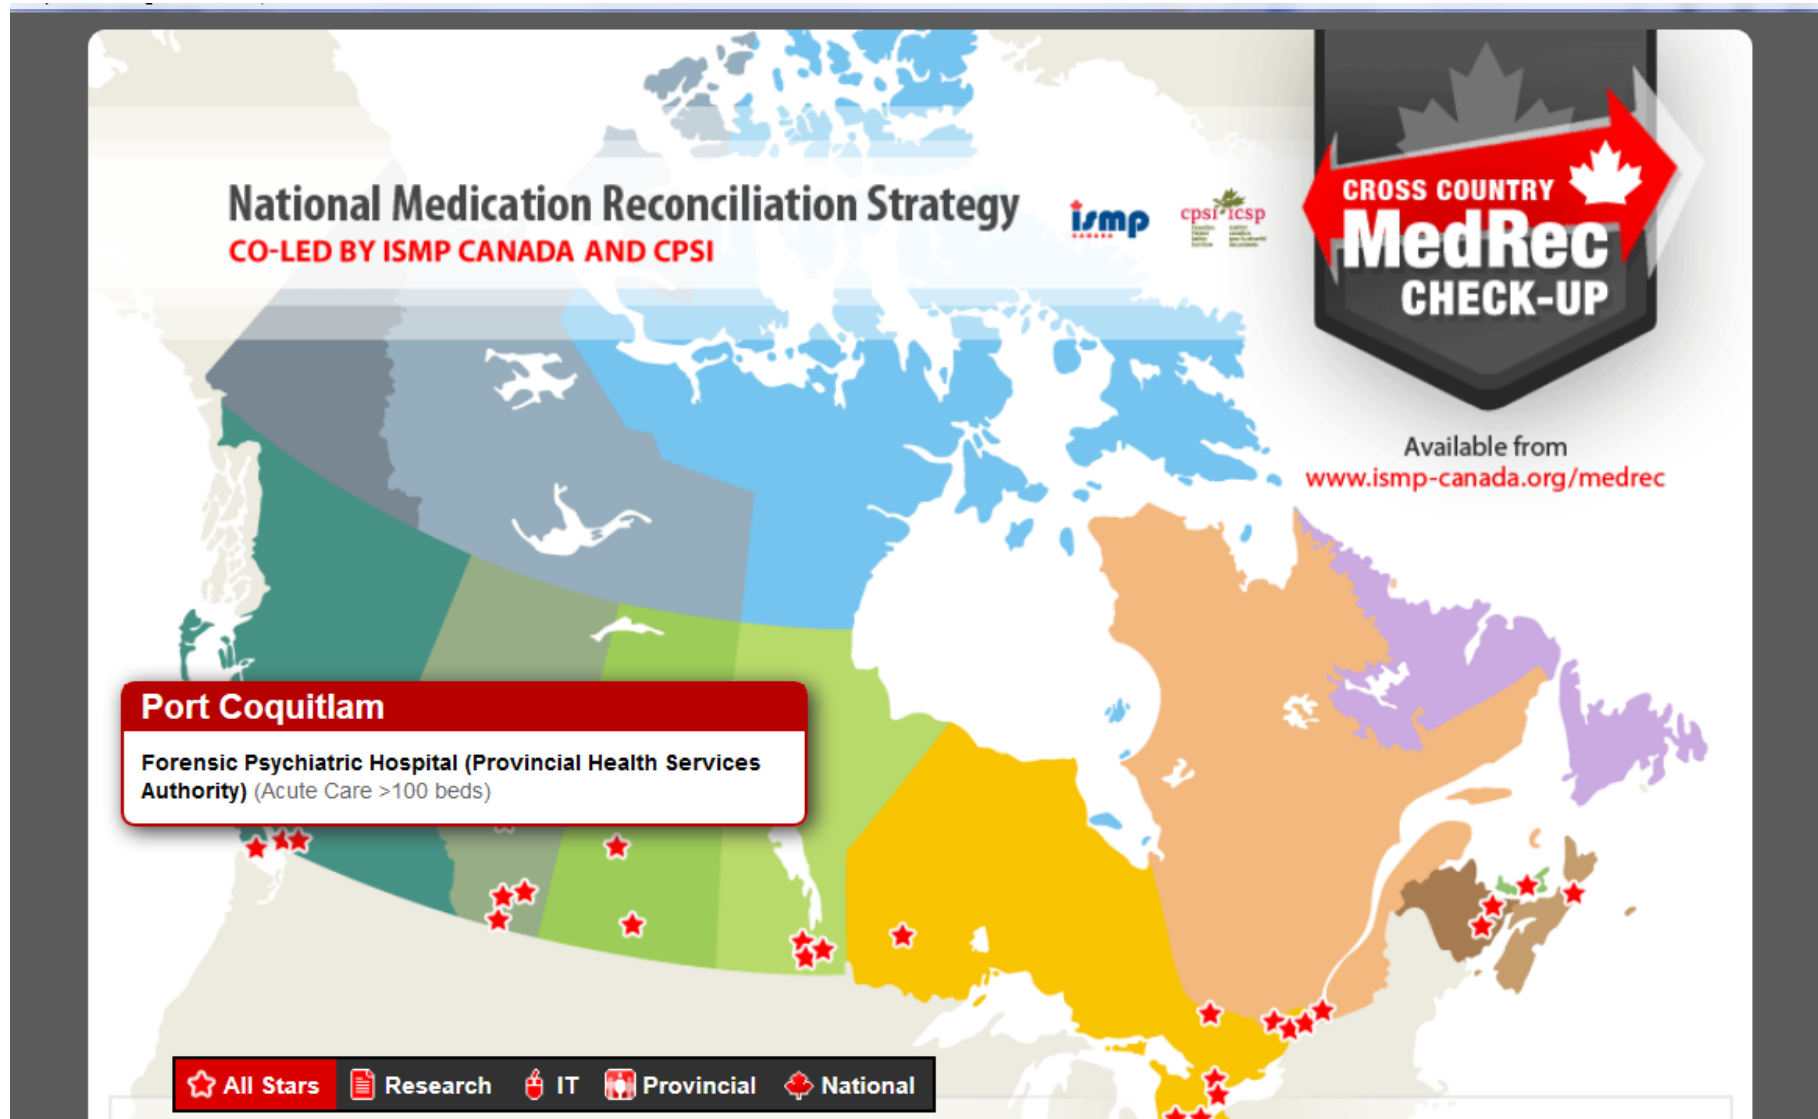 National Medication Reconciliation Strategy
CO-LED BY ISMP CANADA AND CPSI
ismp
CANADA
cpsi icsp
CROSS COUNTRY
MedRec
CHECK-UP
Available from
www.ismp-canada.org/medrec
Port Coquitlam
Forensic Psychiatric Hospital (Provincial Health Services
Authority) (Acute Care >100 beds)
All Stars
Research
IT
Provincial
National